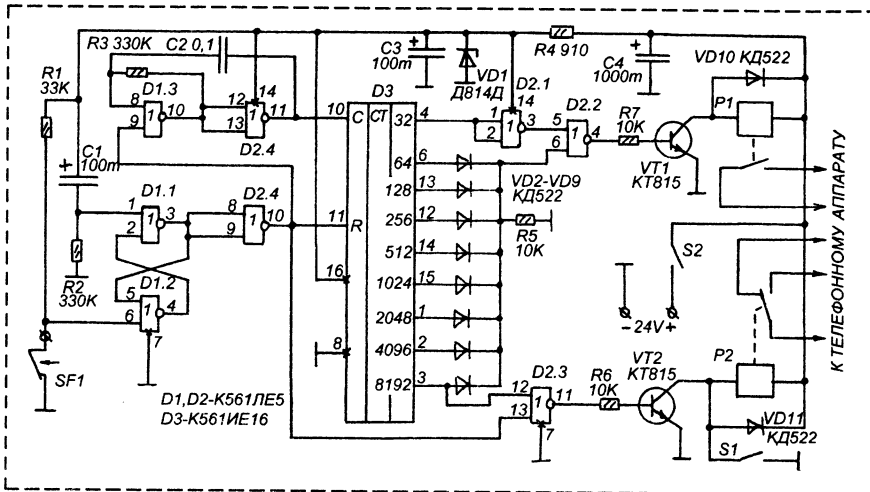 R3 330K
C2 0,1
R1
33K
D1.3
8
9
10
14
12
13
11
D2.4
C1
100m
+
D1.1
1
2
1
3
D2.4
8
9
1
10
R2
330K
D1.2
5
6
1
4
7
SF1
D1,D2-К561ЛЕ5
D3-К561ИЕ16
C3
100m
+
VD1
Д814Д
R4 910
C4
1000m
+
D3
C
CT
R
10
11
16
8
32
64
128
256
512
1024
2048
4096
8192
4
6
13
12
14
15
1
2
3
VD2-VD9
КД522
R5
10K
D2.1
14
1
2
1
3
D2.2
5
6
1
4
R7
10K
VT1
КТ815
VD10 КД522
P1
S2
-24V+
D2.3
12
13
1
11
7
R6
10K
VT2
КТ815
P2
VD11
КД522
S1
К ТЕЛЕФОННОМУ АППАРАТУ